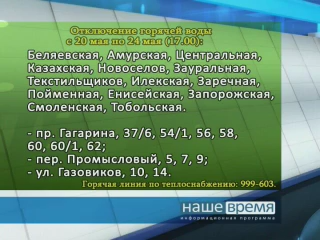 Отключение горячей воды
с 20 мая по 24 мая (17.00):
Беляевская, Амурская, Центральная,
Казахская, Новоселов, Зауральная,
Текстильщиков, Илекская, Заречная,
Пойменная, Енисейская, Запорожская,
Смоленская, Тобольская.
- пр. Гагарина, 37/6, 54/1, 56, 58,
60, 60/1, 62;
- пер. Промысловый, 5, 7, 9;
- ул. Газовиков, 10, 14.
Горячая линия по теплоснабжению: 999-603.
наше время
информационная программа